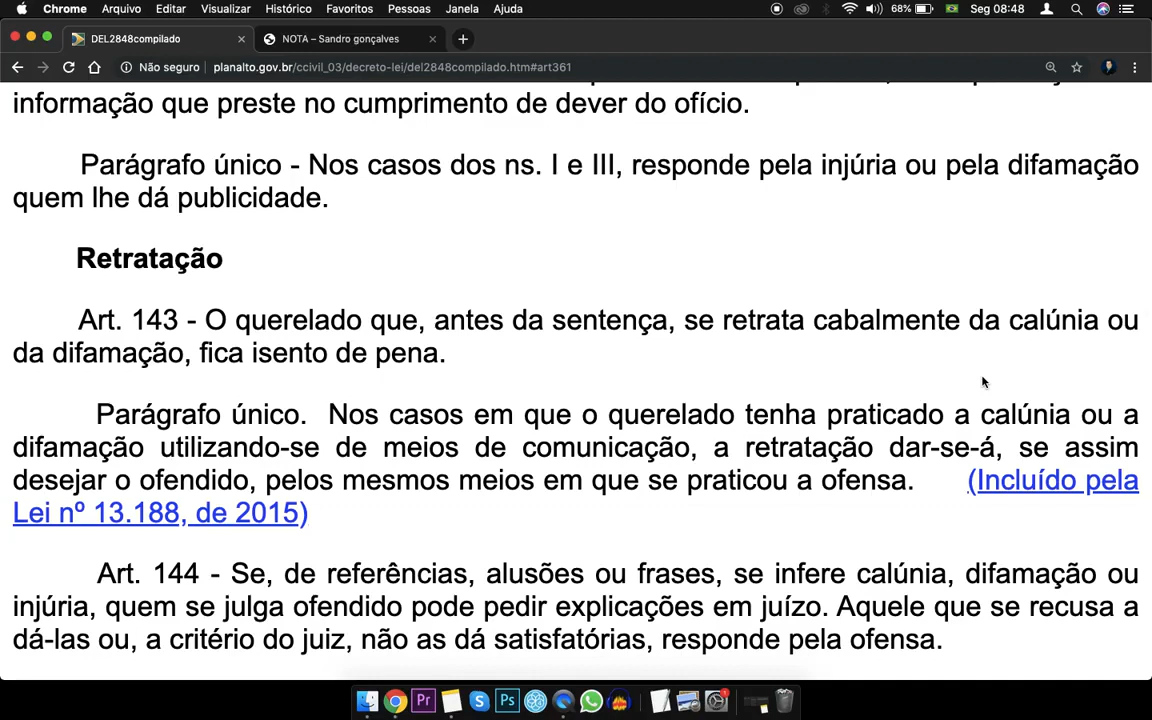 Chrome Arquivo Editar Visualizar Histórico Favoritos Pessoas Janela Ajuda 68% Seg 08:48
DEL2848compilado NOTA – Sandro gonçalves
Não seguro planalto.gov.br/ccivil_03/decreto-lei/del2848compilado.htm#art361
informação que preste no cumprimento de dever do ofício.
Parágrafo único - Nos casos dos ns. I e III, responde pela injúria ou pela difamação
quem lhe dá publicidade.
Retratação
Art. 143 - O querelado que, antes da sentença, se retrata cabalmente da calúnia ou
da difamação, fica isento de pena.
Parágrafo único. Nos casos em que o querelado tenha praticado a calúnia ou a
difamação utilizando-se de meios de comunicação, a retratação dar-se-á, se assim
desejar o ofendido, pelos mesmos meios em que se praticou a ofensa. (Incluído pela
Lei nº 13.188, de 2015)
Art. 144 - Se, de referências, alusões ou frases, se infere calúnia, difamação ou
injúria, quem se julga ofendido pode pedir explicações em juízo. Aquele que se recusa a
dá-las ou, a critério do juiz, não as dá satisfatórias, responde pela ofensa.
Pr Ps